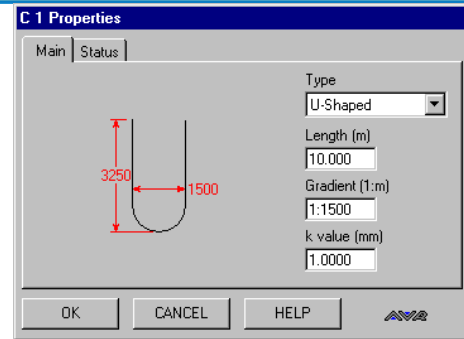 C 1 Properties
Main Status
Type
U-Shaped
Length (m)
10.000
Gradient (1:m)
1:1500
k value (mm)
1.0000
3250
1500
OK CANCEL HELP AWA